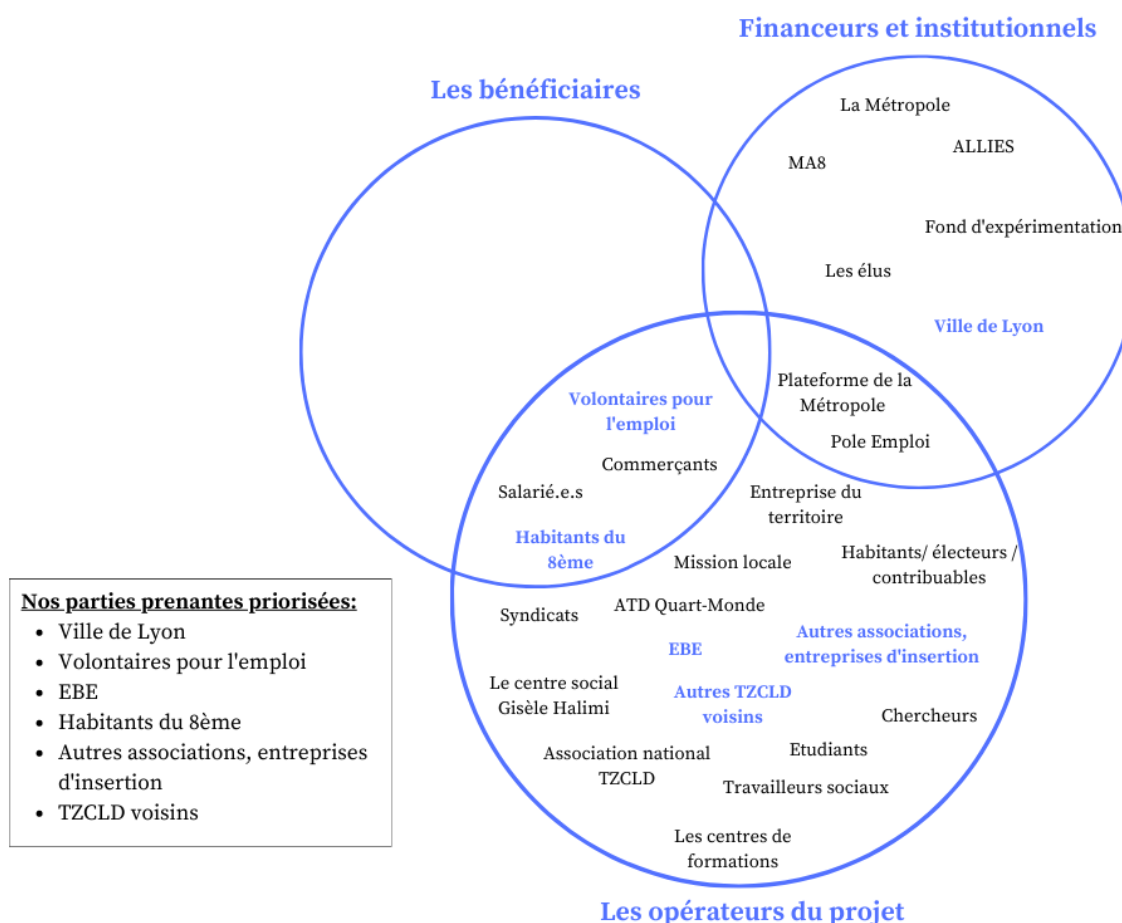 Financeurs et institutionnels
Les bénéficiaires
La Métropole
ALLIES
MA8
Fond d'expérimentation
Les élus
Ville de Lyon
Plateforme de la
Métropole
Pole Emploi
Volontaires pour
l'emploi
Commerçants
Salarié.e.s
Habitants du
8ème
Entreprise du
territoire
Mission locale
Habitants/ électeurs /
contribuables
Syndicats
ATD Quart-Monde
EBE
Autres associations,
entreprises d'insertion
Le centre social
Gisèle Halimi
Autres TZCLD
voisins
Chercheurs
Association national
TZCLD
Etudiants
Travailleurs sociaux
Les centres de
formations
Les opérateurs du projet
Nos parties prenantes priorisées:
• Ville de Lyon
• Volontaires pour l'emploi
• EBE
• Habitants du 8ème
• Autres associations, entreprises
d'insertion
• TZCLD voisins